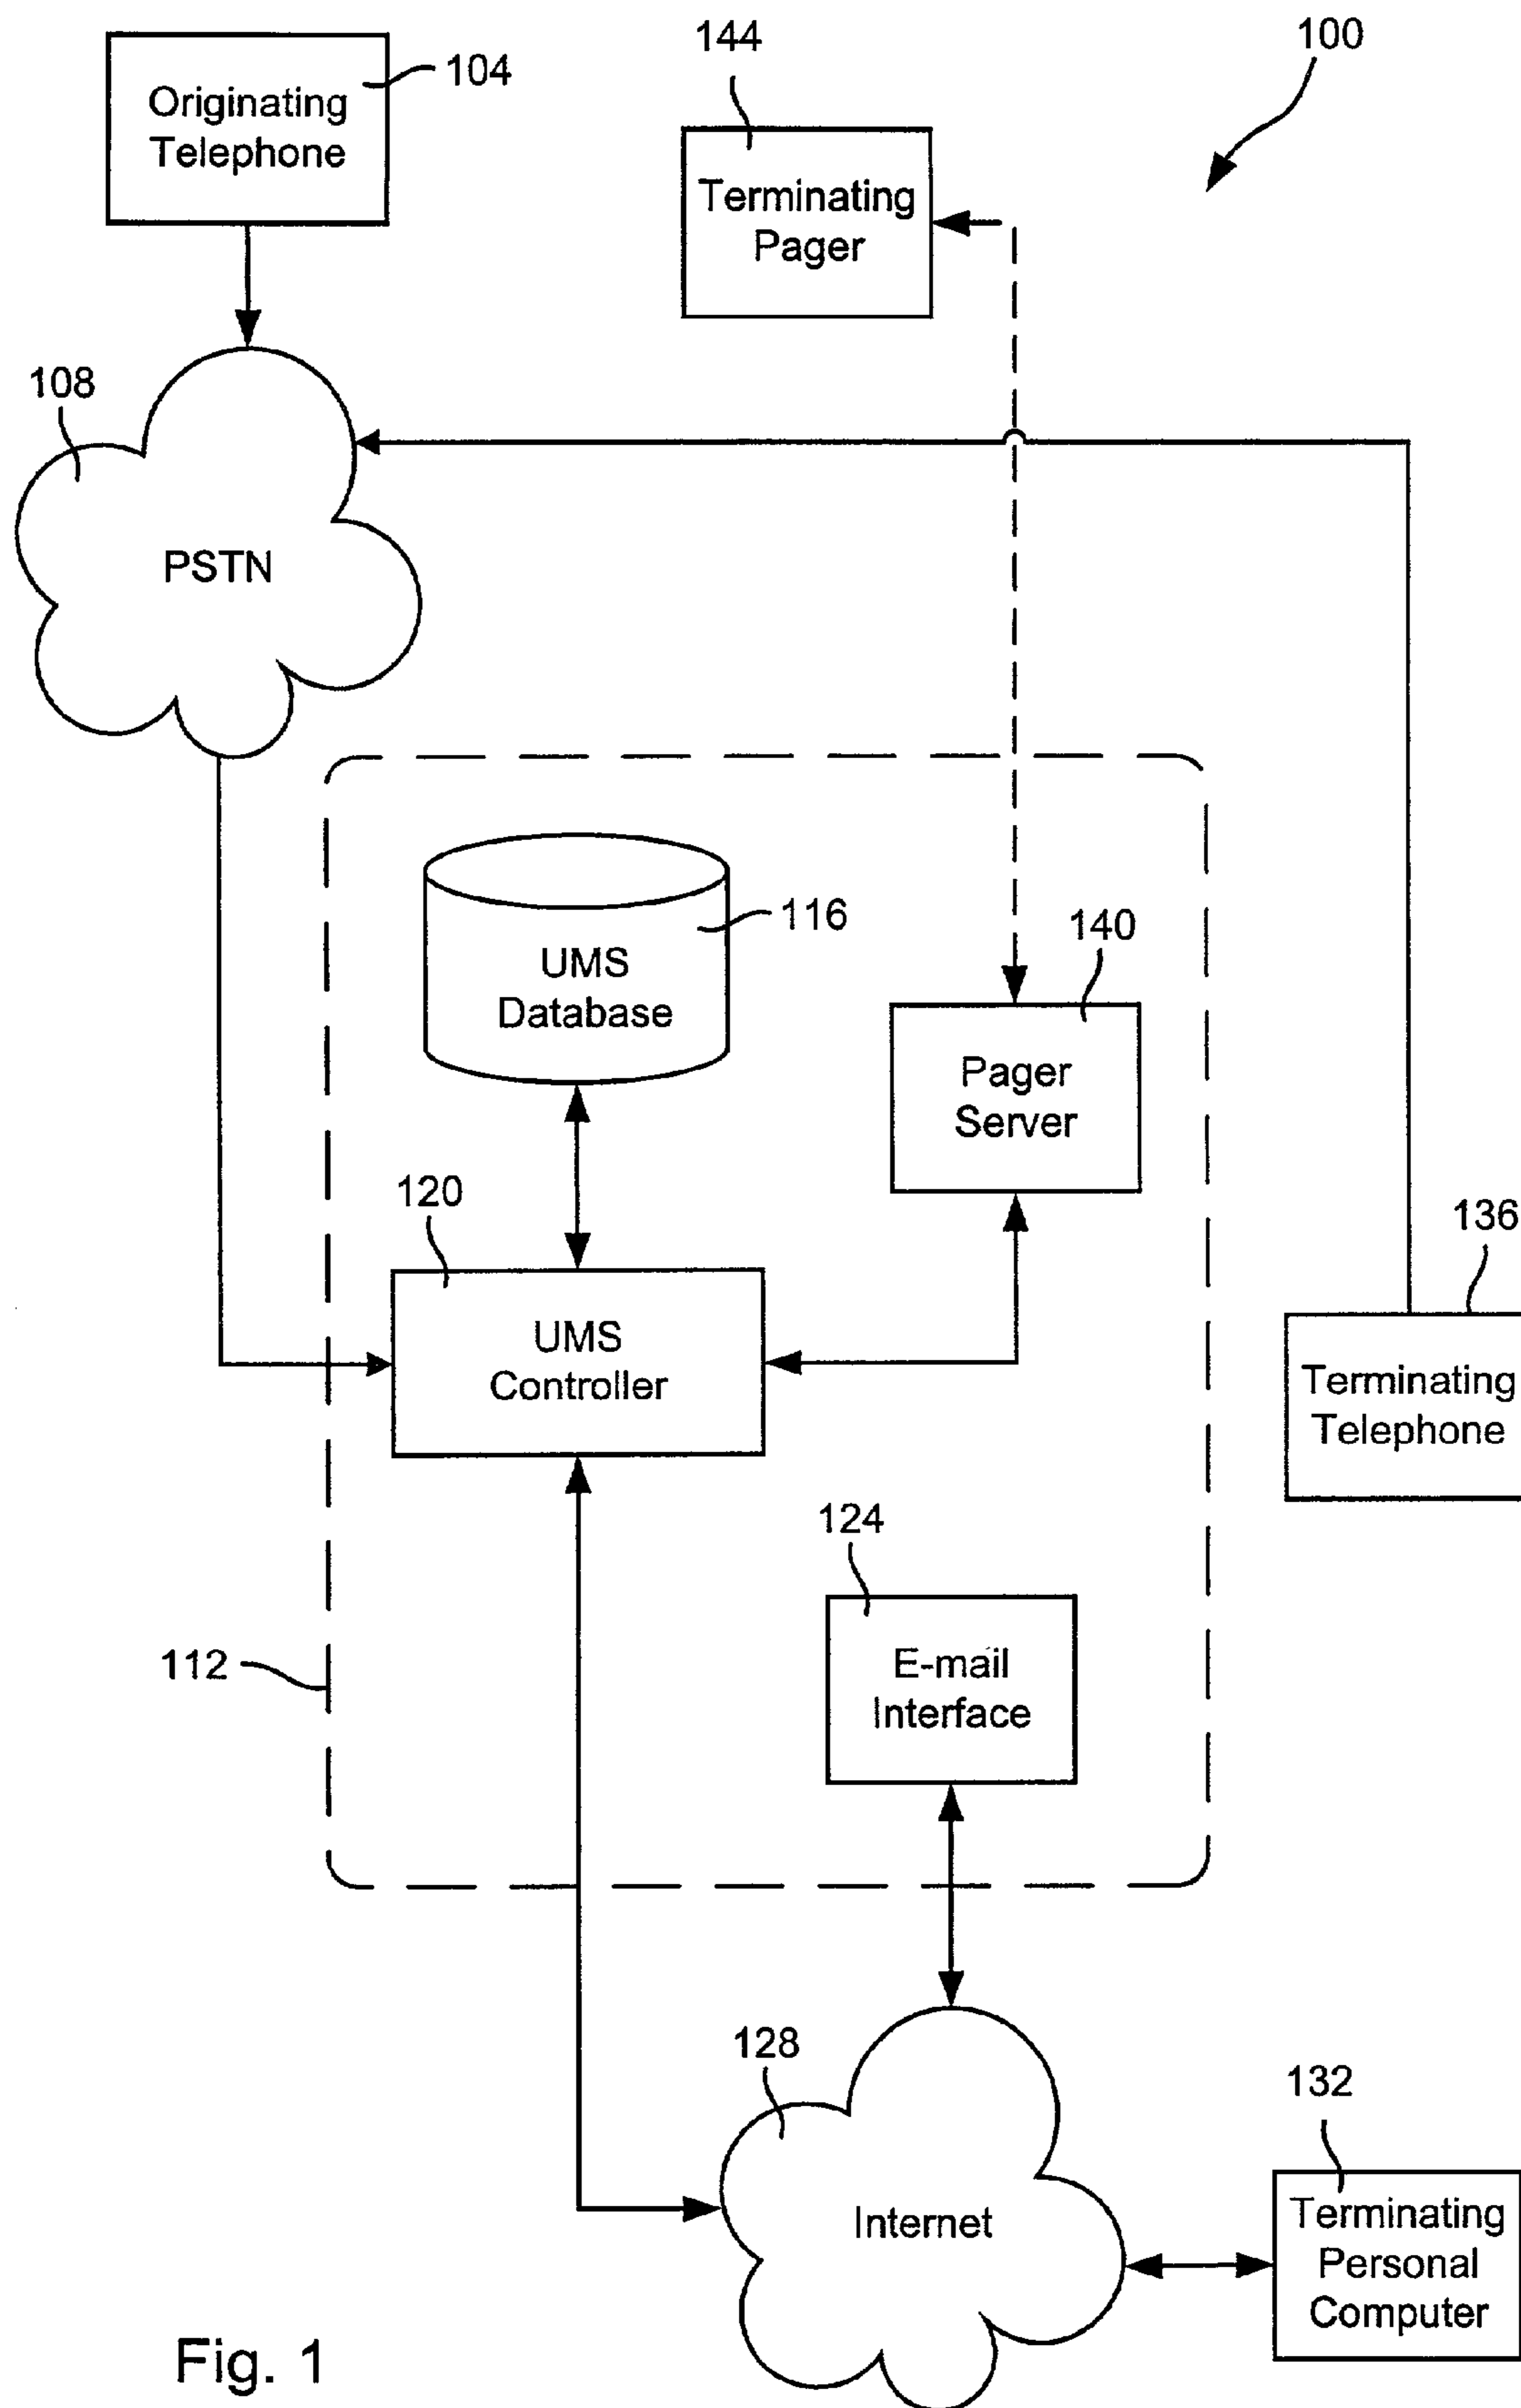 144
100
104
Originating
Telephone
Terminating
Pager
108
PSTN
116
UMS
Database
140
Pager
Server
120
UMS
Controller
136
Terminating
Telephone
124
E-mail
Interface
112
128
Internet
132
Terminating
Personal
Computer
Fig. 1